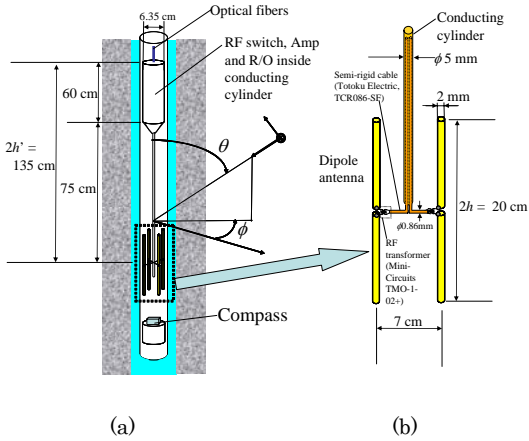 6.35 cm
Optical fibers
RF switch, Amp
and R/O inside
conducting
cylinder
60 cm
2h’ =
135 cm
75 cm
θ
ϕ
Compass
(a)
Conducting
cylinder
ϕ 5 mm
Semi-rigid cable
(Totoku Electric,
TCR086-SF)
2 mm
Dipole
antenna
ϕ0.86mm
2h = 20 cm
RF
transformer
(Mini-
Circuits
TMO-1-
02+)
7 cm
(b)